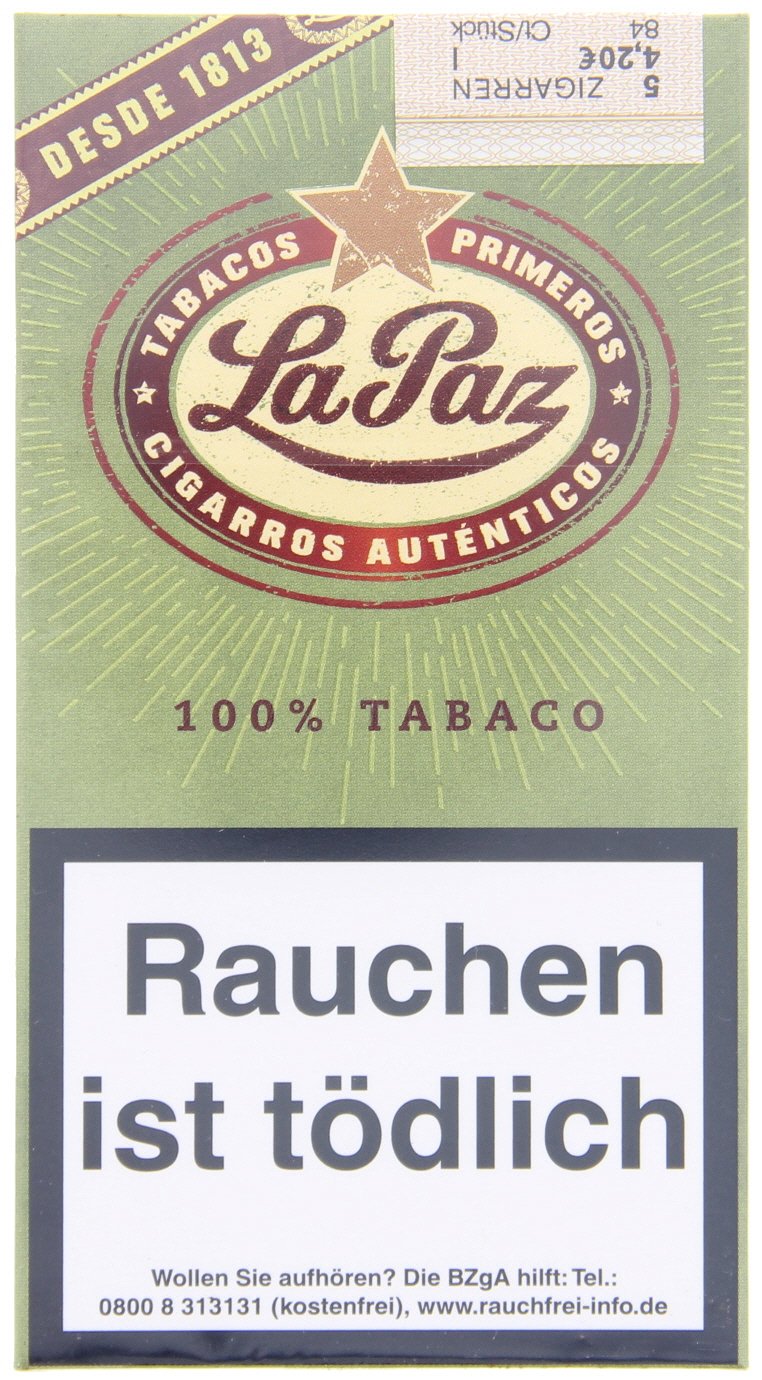 DESDE 1813
5 ZIGARREN
4,20€ I
84 Ct/Stück
TABACOS PRIMEROS
La Paz
CIGARROS AUTÉNTICOS
100% TABACO
Rauchen
ist tödlich
Wollen Sie aufhören? Die BZgA hilft: Tel.:
0800 8 313131 (kostenfrei), www.rauchfrei-info.de